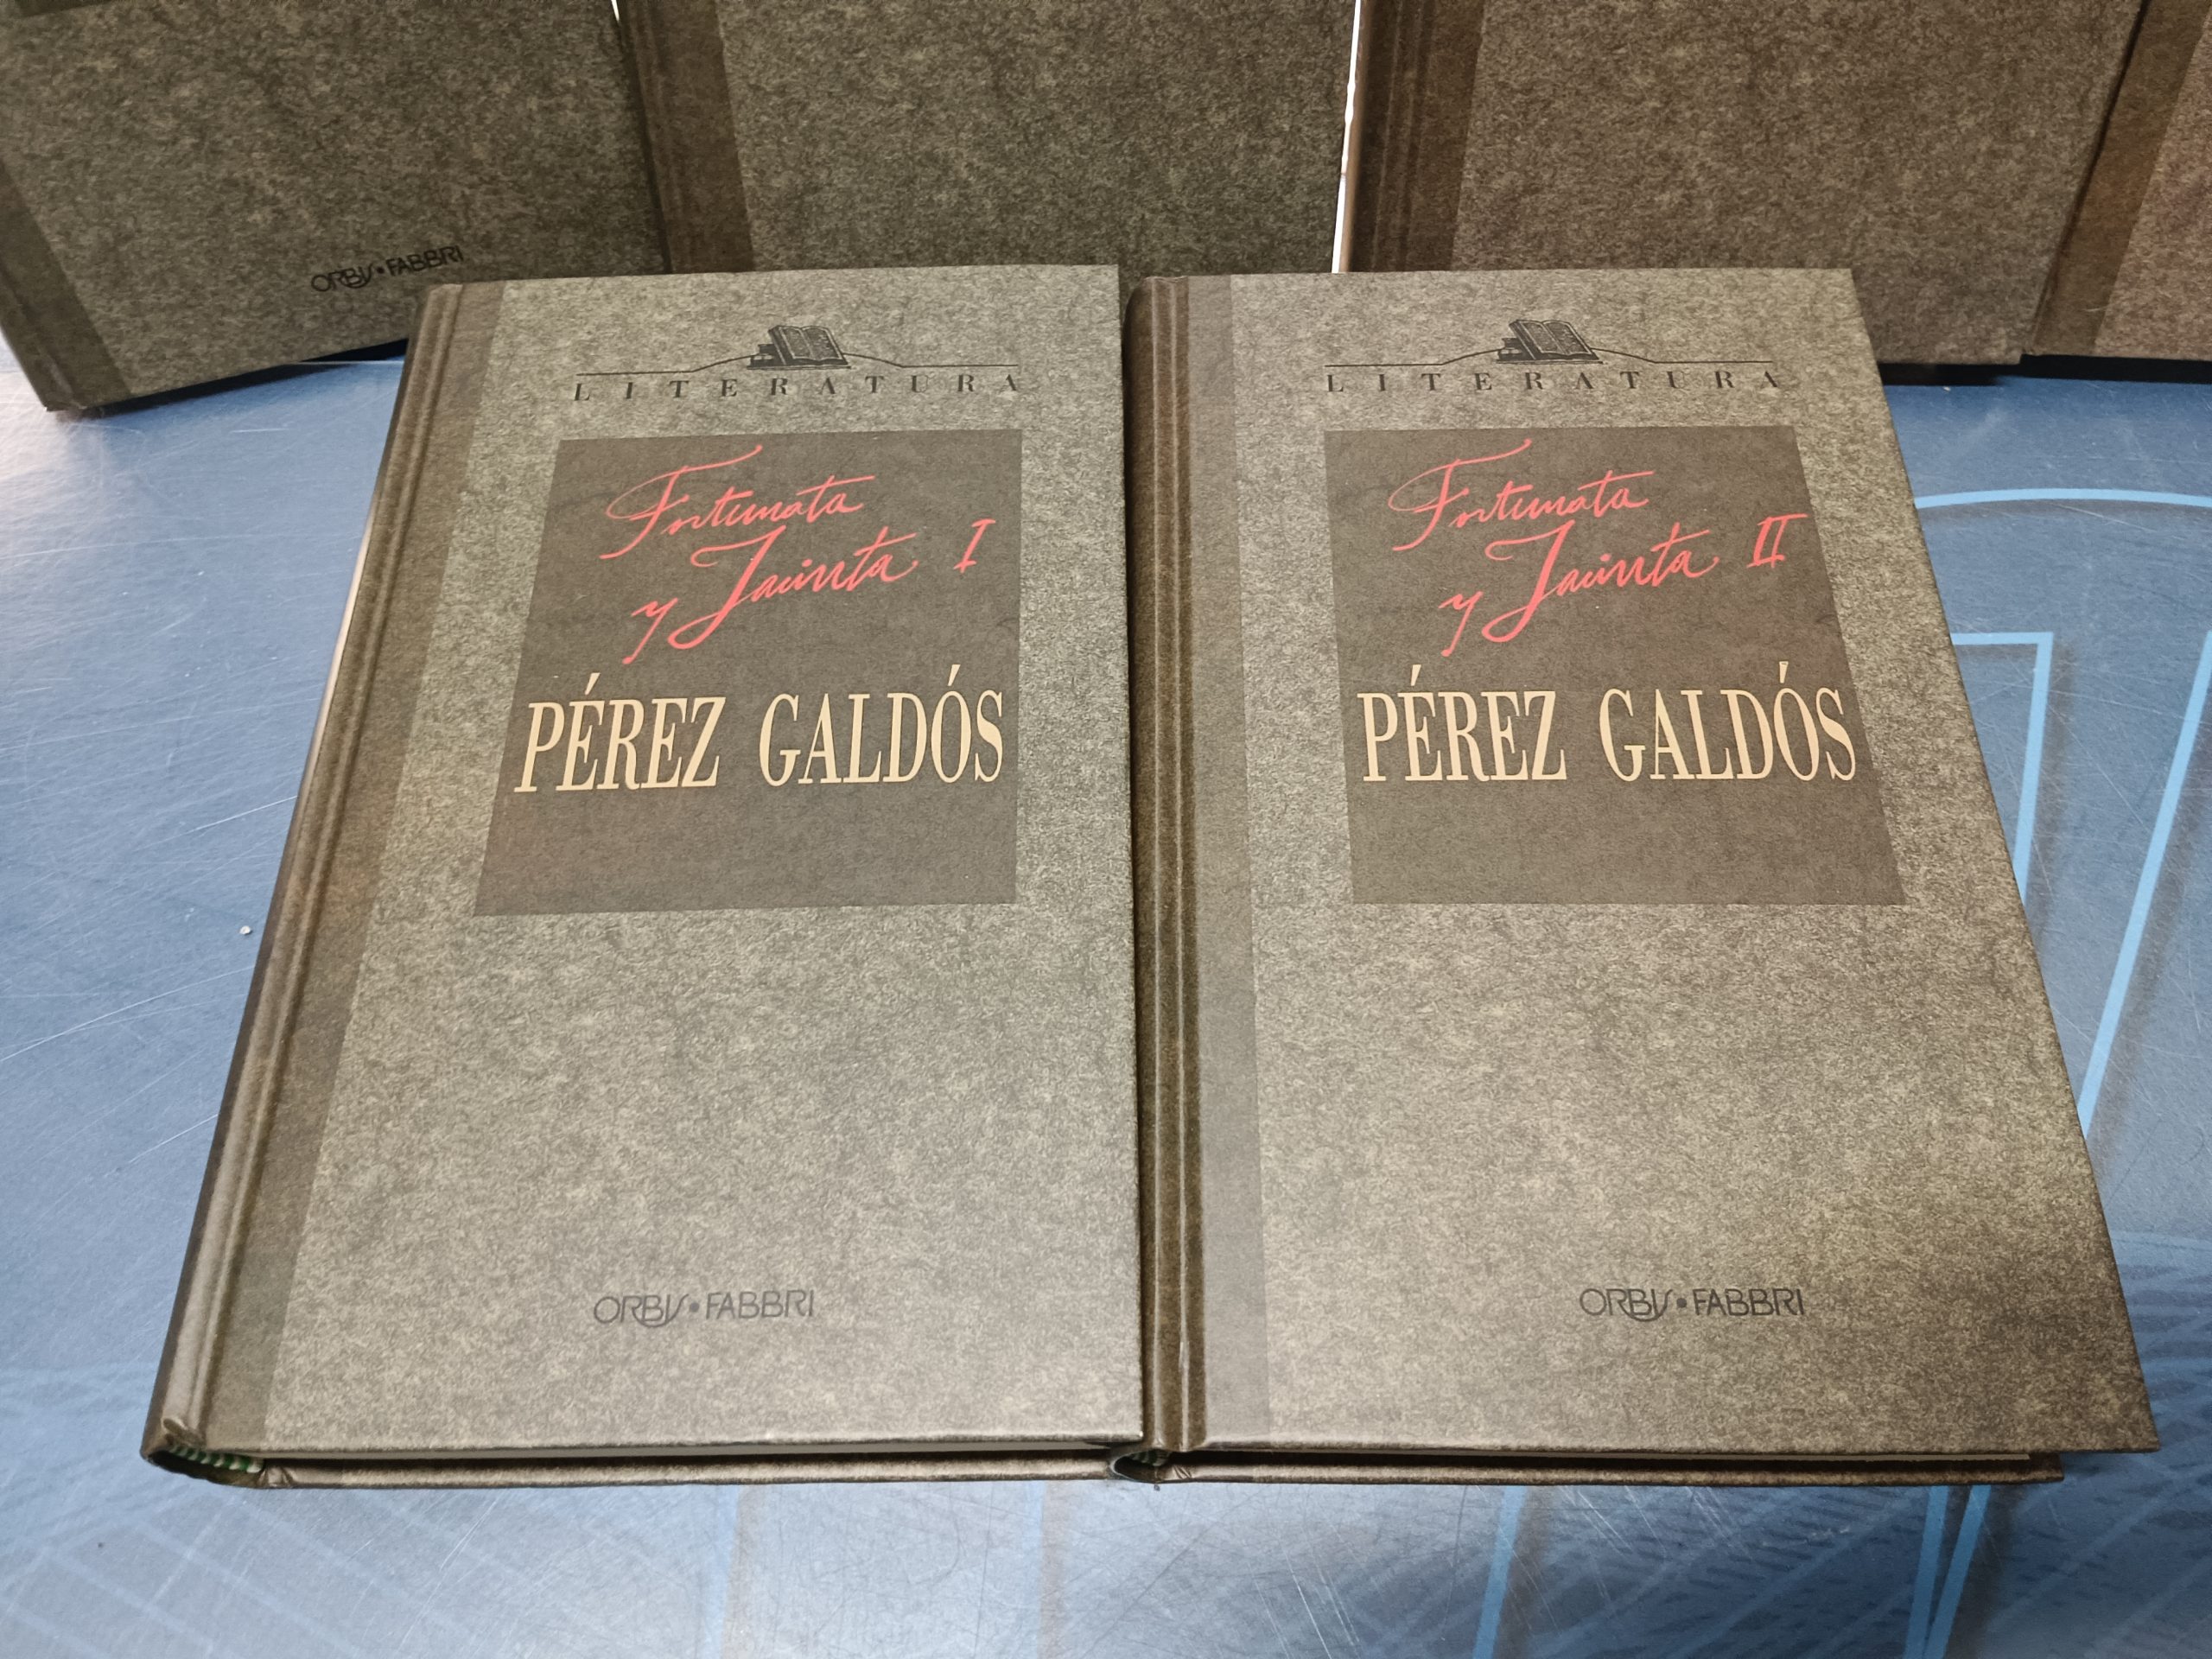 ORBIS•FABBRI
LITERATURA
Fortunata
y Jacinta I
PÉREZ GALDÓS
ORBIS•FABBRI
LITERATURA
Fortunata
y Jacinta II
PÉREZ GALDÓS
ORBIS•FABBRI